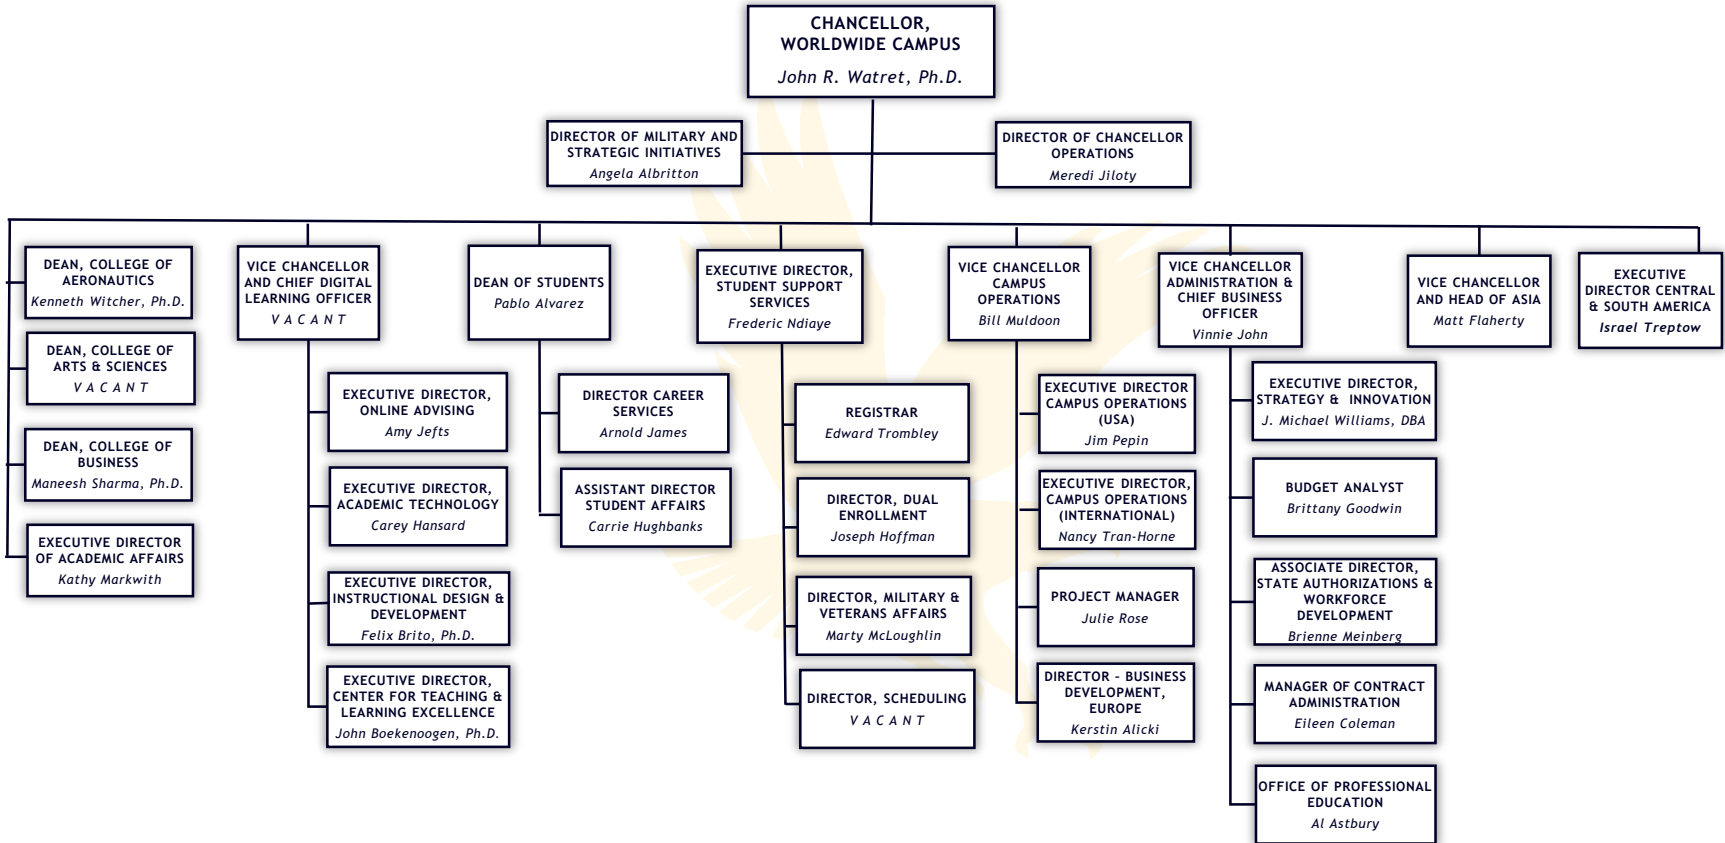 CHANCELLOR,
WORLDWIDE CAMPUS
John R. Watret, Ph.D.
DIRECTOR OF MILITARY AND
STRATEGIC INITIATIVES
Angela Albritton
DIRECTOR OF CHANCELLOR
OPERATIONS
Meredi Jiloty
DEAN, COLLEGE OF
AERONAUTICS
Kenneth Witcher, Ph.D.
DEAN, COLLEGE OF
ARTS & SCIENCES
V A C A N T
DEAN, COLLEGE OF
BUSINESS
Maneesh Sharma, Ph.D.
EXECUTIVE DIRECTOR
OF ACADEMIC AFFAIRS
Kathy Markwith
VICE CHANCELLOR
AND CHIEF DIGITAL
LEARNING OFFICER
V A C A N T
EXECUTIVE DIRECTOR,
ONLINE ADVISING
Amy Jefts
EXECUTIVE DIRECTOR,
ACADEMIC TECHNOLOGY
Carey Hansard
EXECUTIVE DIRECTOR,
INSTRUCTIONAL DESIGN &
DEVELOPMENT
Felix Brito, Ph.D.
EXECUTIVE DIRECTOR,
CENTER FOR TEACHING &
LEARNING EXCELLENCE
John Boekenoogen, Ph.D.
DEAN OF STUDENTS
Pablo Alvarez
DIRECTOR CAREER
SERVICES
Arnold James
ASSISTANT DIRECTOR
STUDENT AFFAIRS
Carrie Hughbanks
EXECUTIVE DIRECTOR,
STUDENT SUPPORT
SERVICES
Frederic Ndiaye
REGISTRAR
Edward Trombley
DIRECTOR, DUAL
ENROLLMENT
Joseph Hoffman
DIRECTOR, MILITARY &
VETERANS AFFAIRS
Marty McLoughlin
DIRECTOR, SCHEDULING
V A C A N T
VICE CHANCELLOR
CAMPUS
OPERATIONS
Bill Muldoon
EXECUTIVE DIRECTOR
CAMPUS OPERATIONS
(USA)
Jim Pepin
EXECUTIVE DIRECTOR,
CAMPUS OPERATIONS
(INTERNATIONAL)
Nancy Tran-Horne
PROJECT MANAGER
Julie Rose
DIRECTOR - BUSINESS
DEVELOPMENT,
EUROPE
Kerstin Alicki
VICE CHANCELLOR
ADMINISTRATION &
CHIEF BUSINESS
OFFICER
Vinnie John
EXECUTIVE DIRECTOR,
STRATEGY & INNOVATION
J. Michael Williams, DBA
BUDGET ANALYST
Brittany Goodwin
ASSOCIATE DIRECTOR,
STATE AUTHORIZATIONS &
WORKFORCE
DEVELOPMENT
Brienne Meinberg
MANAGER OF CONTRACT
ADMINISTRATION
Eileen Coleman
OFFICE OF PROFESSIONAL
EDUCATION
Al Astbury
VICE CHANCELLOR
AND HEAD OF ASIA
Matt Flaherty
EXECUTIVE
DIRECTOR CENTRAL
& SOUTH AMERICA
Israel Treptow